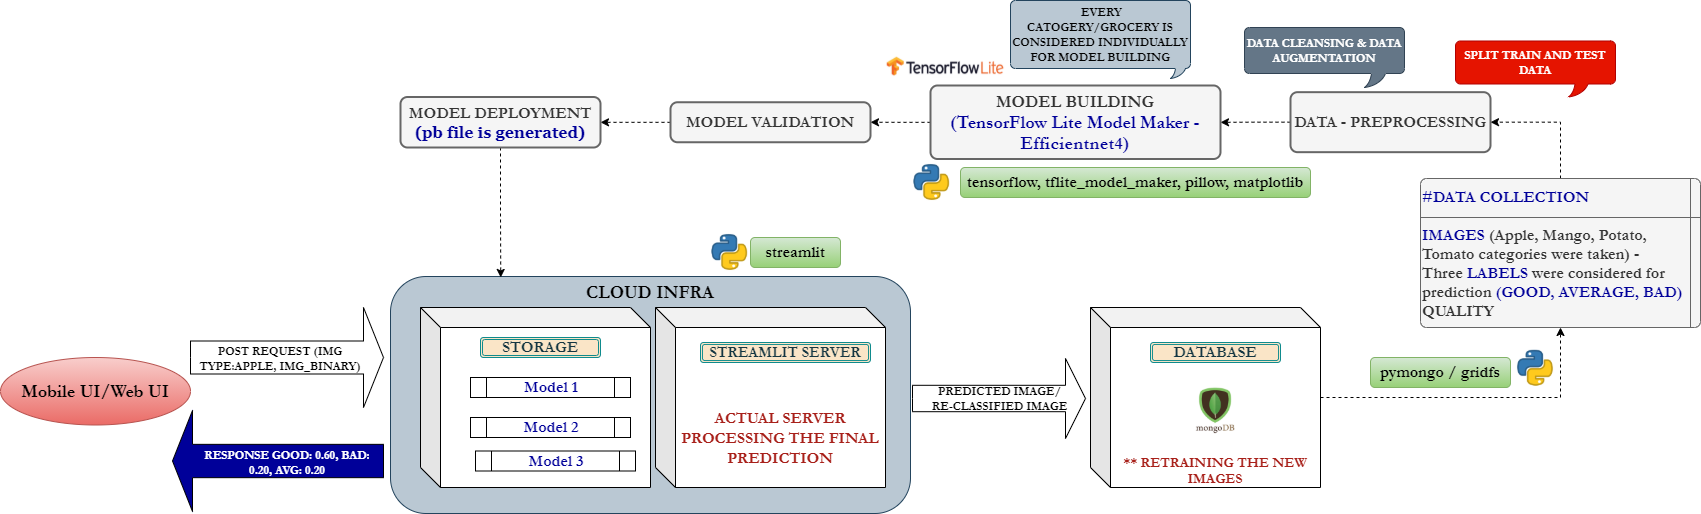 EVERY
CATOGERY/GROCERY IS
CONSIDERED INDIVIDUALLY
FOR MODEL BUILDING
DATA CLEANSING & DATA
AUGMENTATION
SPLIT TRAIN AND TEST
DATA
TensorFlow Lite
MODEL DEPLOYMENT
(pb file is generated)
MODEL VALIDATION
MODEL BUILDING
(TensorFlow Lite Model Maker -
Efficientnet4)
DATA - PREPROCESSING
tensorflow, tflite_model_maker, pillow, matplotlib
#DATA COLLECTION
IMAGES (Apple, Mango, Potato,
Tomato categories were taken) -
Three LABELS were considered for
prediction (GOOD, AVERAGE, BAD)
QUALITY
streamlit
CLOUD INFRA
STORAGE
Model 1
Model 2
Model 3
STREAMLIT SERVER
ACTUAL SERVER
PROCESSING THE FINAL
PREDICTION
POST REQUEST (IMG
TYPE:APPLE, IMG_BINARY)
Mobile UI/Web UI
RESPONSE GOOD: 0.60, BAD:
0.20, AVG: 0.20
PREDICTED IMAGE/
RE-CLASSIFIED IMAGE
DATABASE
mongoDB
** RETRAINING THE NEW
IMAGES
pymongo / gridfs